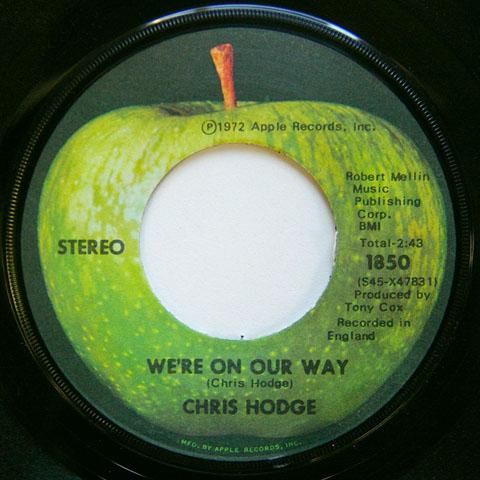 ℗1972 Apple Records, Inc.
Robert Mellin
Music
Publishing
Corp.
BMI
Total-2:43
STEREO
1850
(S45-X47831)
Produced by
Tony Cox
Recorded in
England
WE'RE ON OUR WAY
(Chris Hodge)
CHRIS HODGE
MFD. BY APPLE RECORDS, INC.